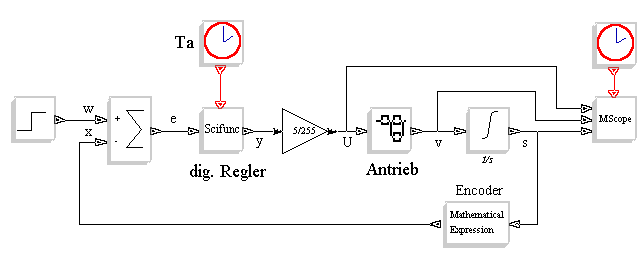 Ta
w
+
Σ
e
Scifunc
y
5/255
U
v
∫
s
MScope
x
-
dig. Regler
Antrieb
1/s
Encoder
Mathematical
Expression